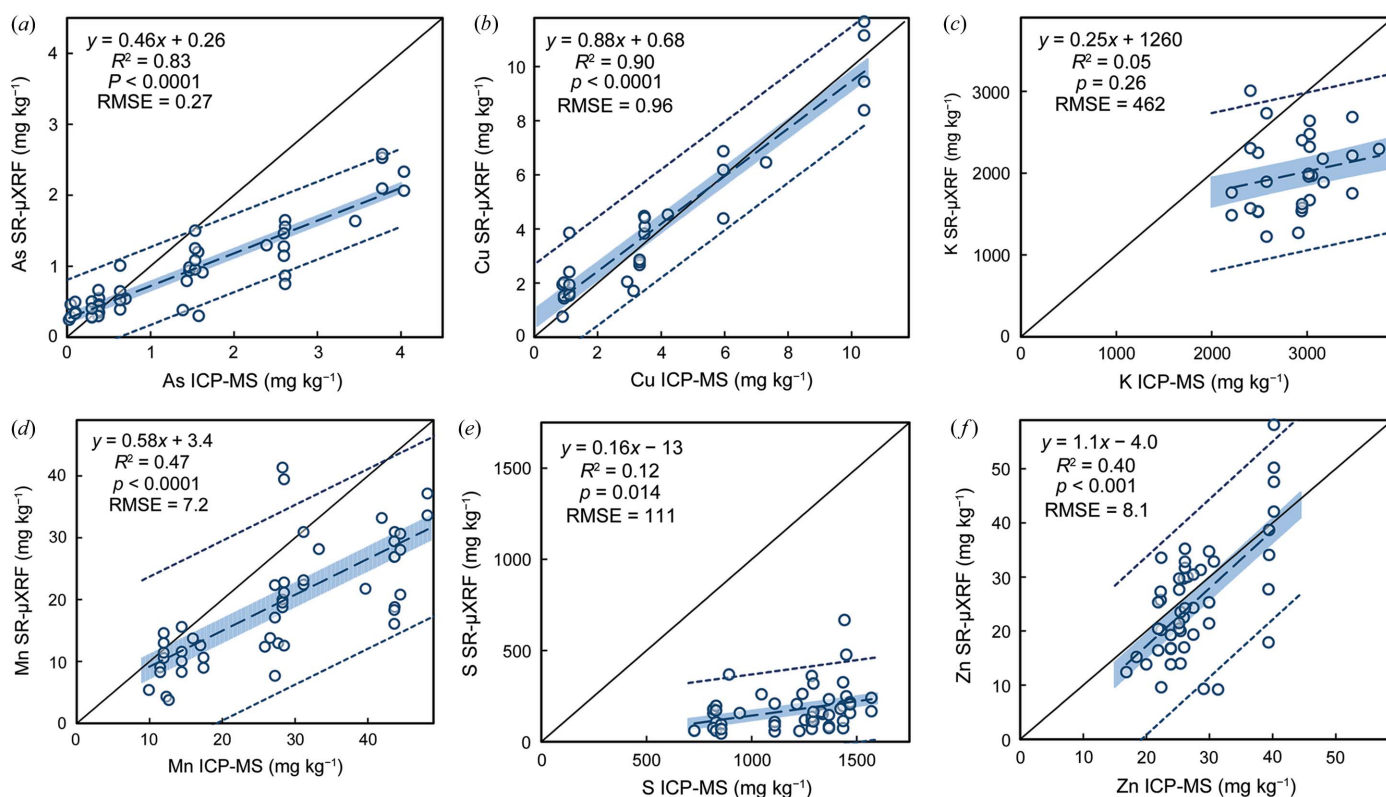 (a)
y = 0.46x + 0.26
R² = 0.83
P < 0.0001
RMSE = 0.27
As SR-μXRF (mg kg⁻¹)
4
3
2
1
0
0 1 2 3 4
As ICP-MS (mg kg⁻¹)
(b)
y = 0.88x + 0.68
R² = 0.90
p < 0.0001
RMSE = 0.96
Cu SR-μXRF (mg kg⁻¹)
10
8
6
4
2
0
0 2 4 6 8 10
Cu ICP-MS (mg kg⁻¹)
(c)
y = 0.25x + 1260
R² = 0.05
p = 0.26
RMSE = 462
K SR-μXRF (mg kg⁻¹)
3000
2000
1000
0
0 1000 2000 3000
K ICP-MS (mg kg⁻¹)
(d)
y = 0.58x + 3.4
R² = 0.47
p < 0.0001
RMSE = 7.2
Mn SR-μXRF (mg kg⁻¹)
40
30
20
10
0
0 10 20 30 40
Mn ICP-MS (mg kg⁻¹)
(e)
y = 0.16x − 13
R² = 0.12
p = 0.014
RMSE = 111
S SR-μXRF (mg kg⁻¹)
1500
1000
500
0
0 500 1000 1500
S ICP-MS (mg kg⁻¹)
(f)
y = 1.1x − 4.0
R² = 0.40
p < 0.001
RMSE = 8.1
Zn SR-μXRF (mg kg⁻¹)
50
40
30
20
10
0
0 10 20 30 40 50
Zn ICP-MS (mg kg⁻¹)